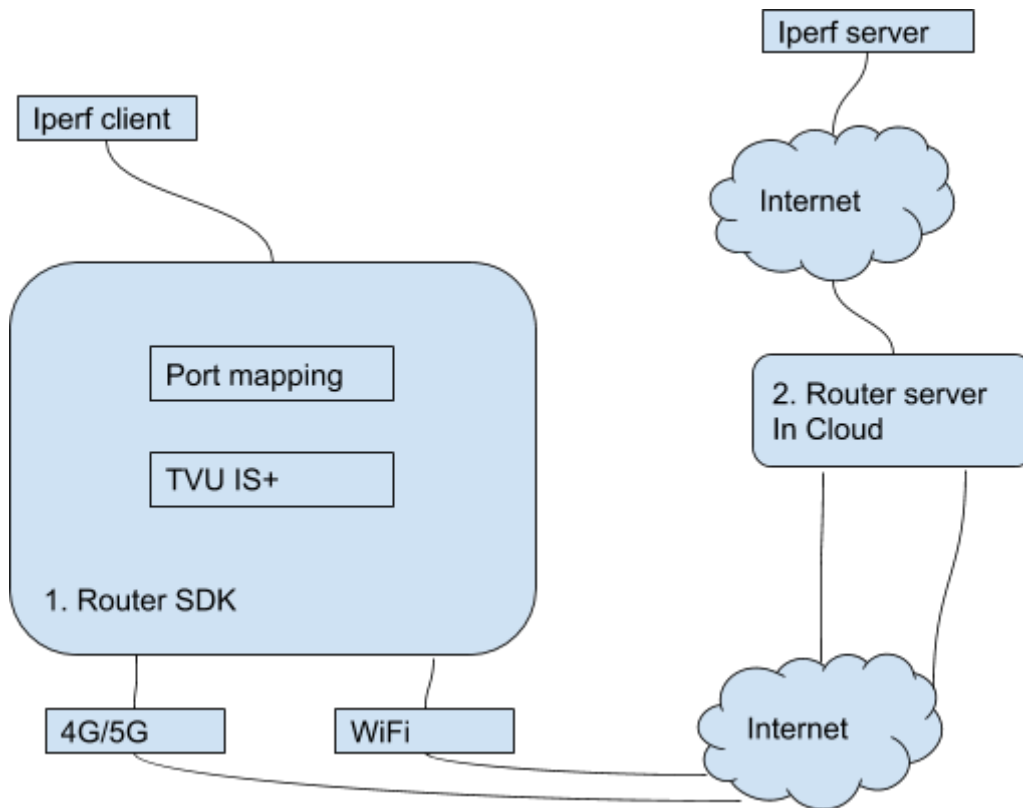 Iperf server
Iperf client
Internet
Port mapping
2. Router server
In Cloud
TVU IS+
1. Router SDK
4G/5G
WiFi
Internet